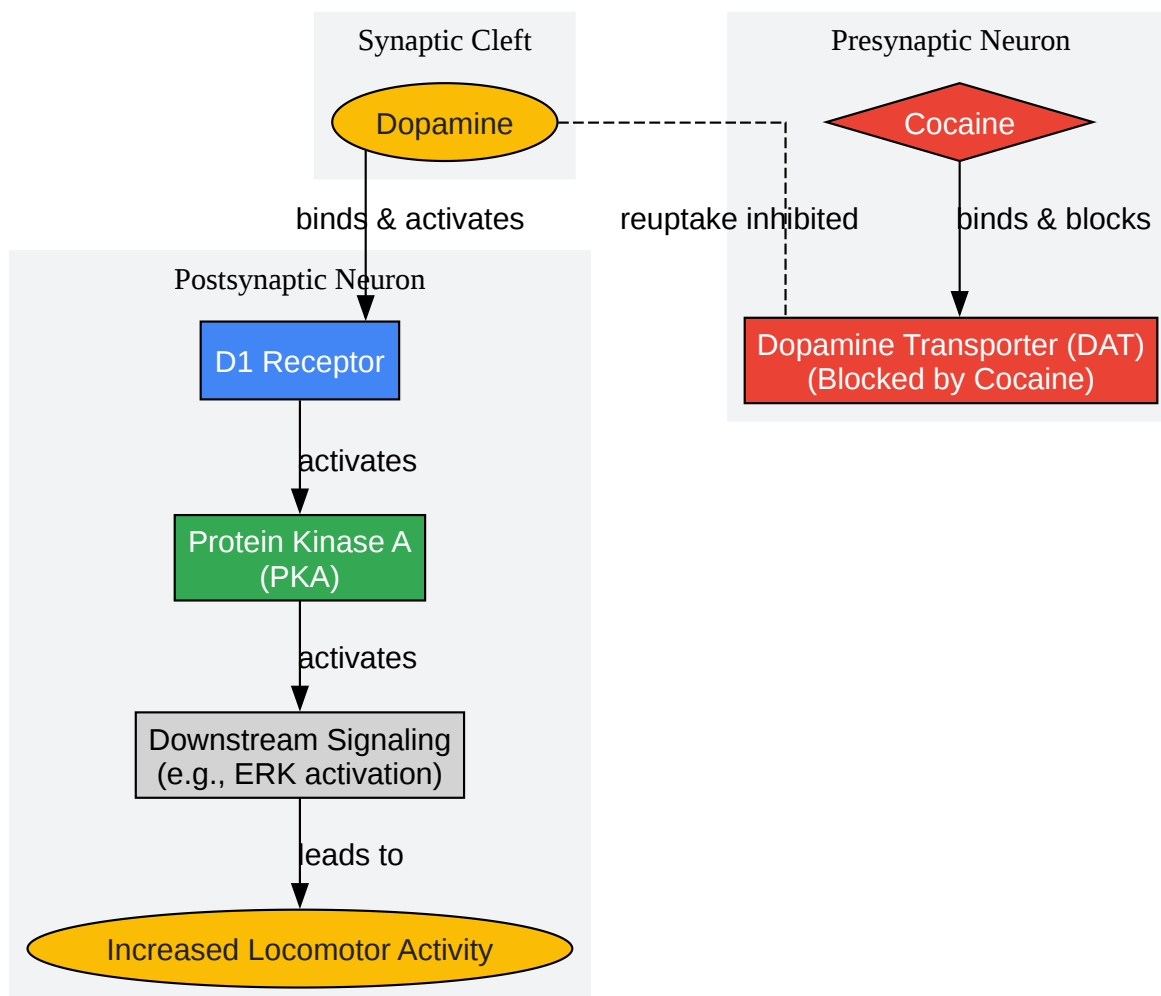 Synaptic Cleft
Presynaptic Neuron
Dopamine
Cocaine
binds & activates
reuptake inhibited
binds & blocks
Postsynaptic Neuron
D1 Receptor
Dopamine Transporter (DAT)
(Blocked by Cocaine)
activates
Protein Kinase A
(PKA)
activates
Downstream Signaling
(e.g., ERK activation)
leads to
Increased Locomotor Activity